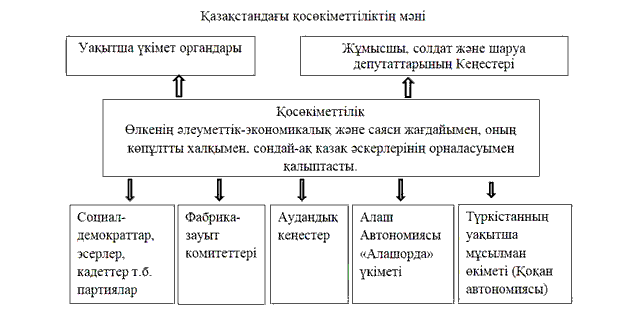 Қазақстандағы қосөкіметтіліктің мәні
Уақытша үкімет органдары
Жұмысшы, солдат және шаруа
депутаттарының Кеңестері
Қосөкіметтілік
Өлкенің әлеуметтік-экономикалық және саяси жағдайымен, оның
көпұлтты халқымен, сондай-ақ казак әскерлерінің орналасуымен
қалыптасты.
Социал-
демократтар,
эсерлер,
кадеттер т.б.
партиялар
Фабрика-
зауыт
комитеттері
Аудандық
кеңестер
Алаш
Автономиясы
«Алашорда»
үкіметі
Түркістанның
уақытша
мұсылман
өкіметі (Қоқан
автономиясы)